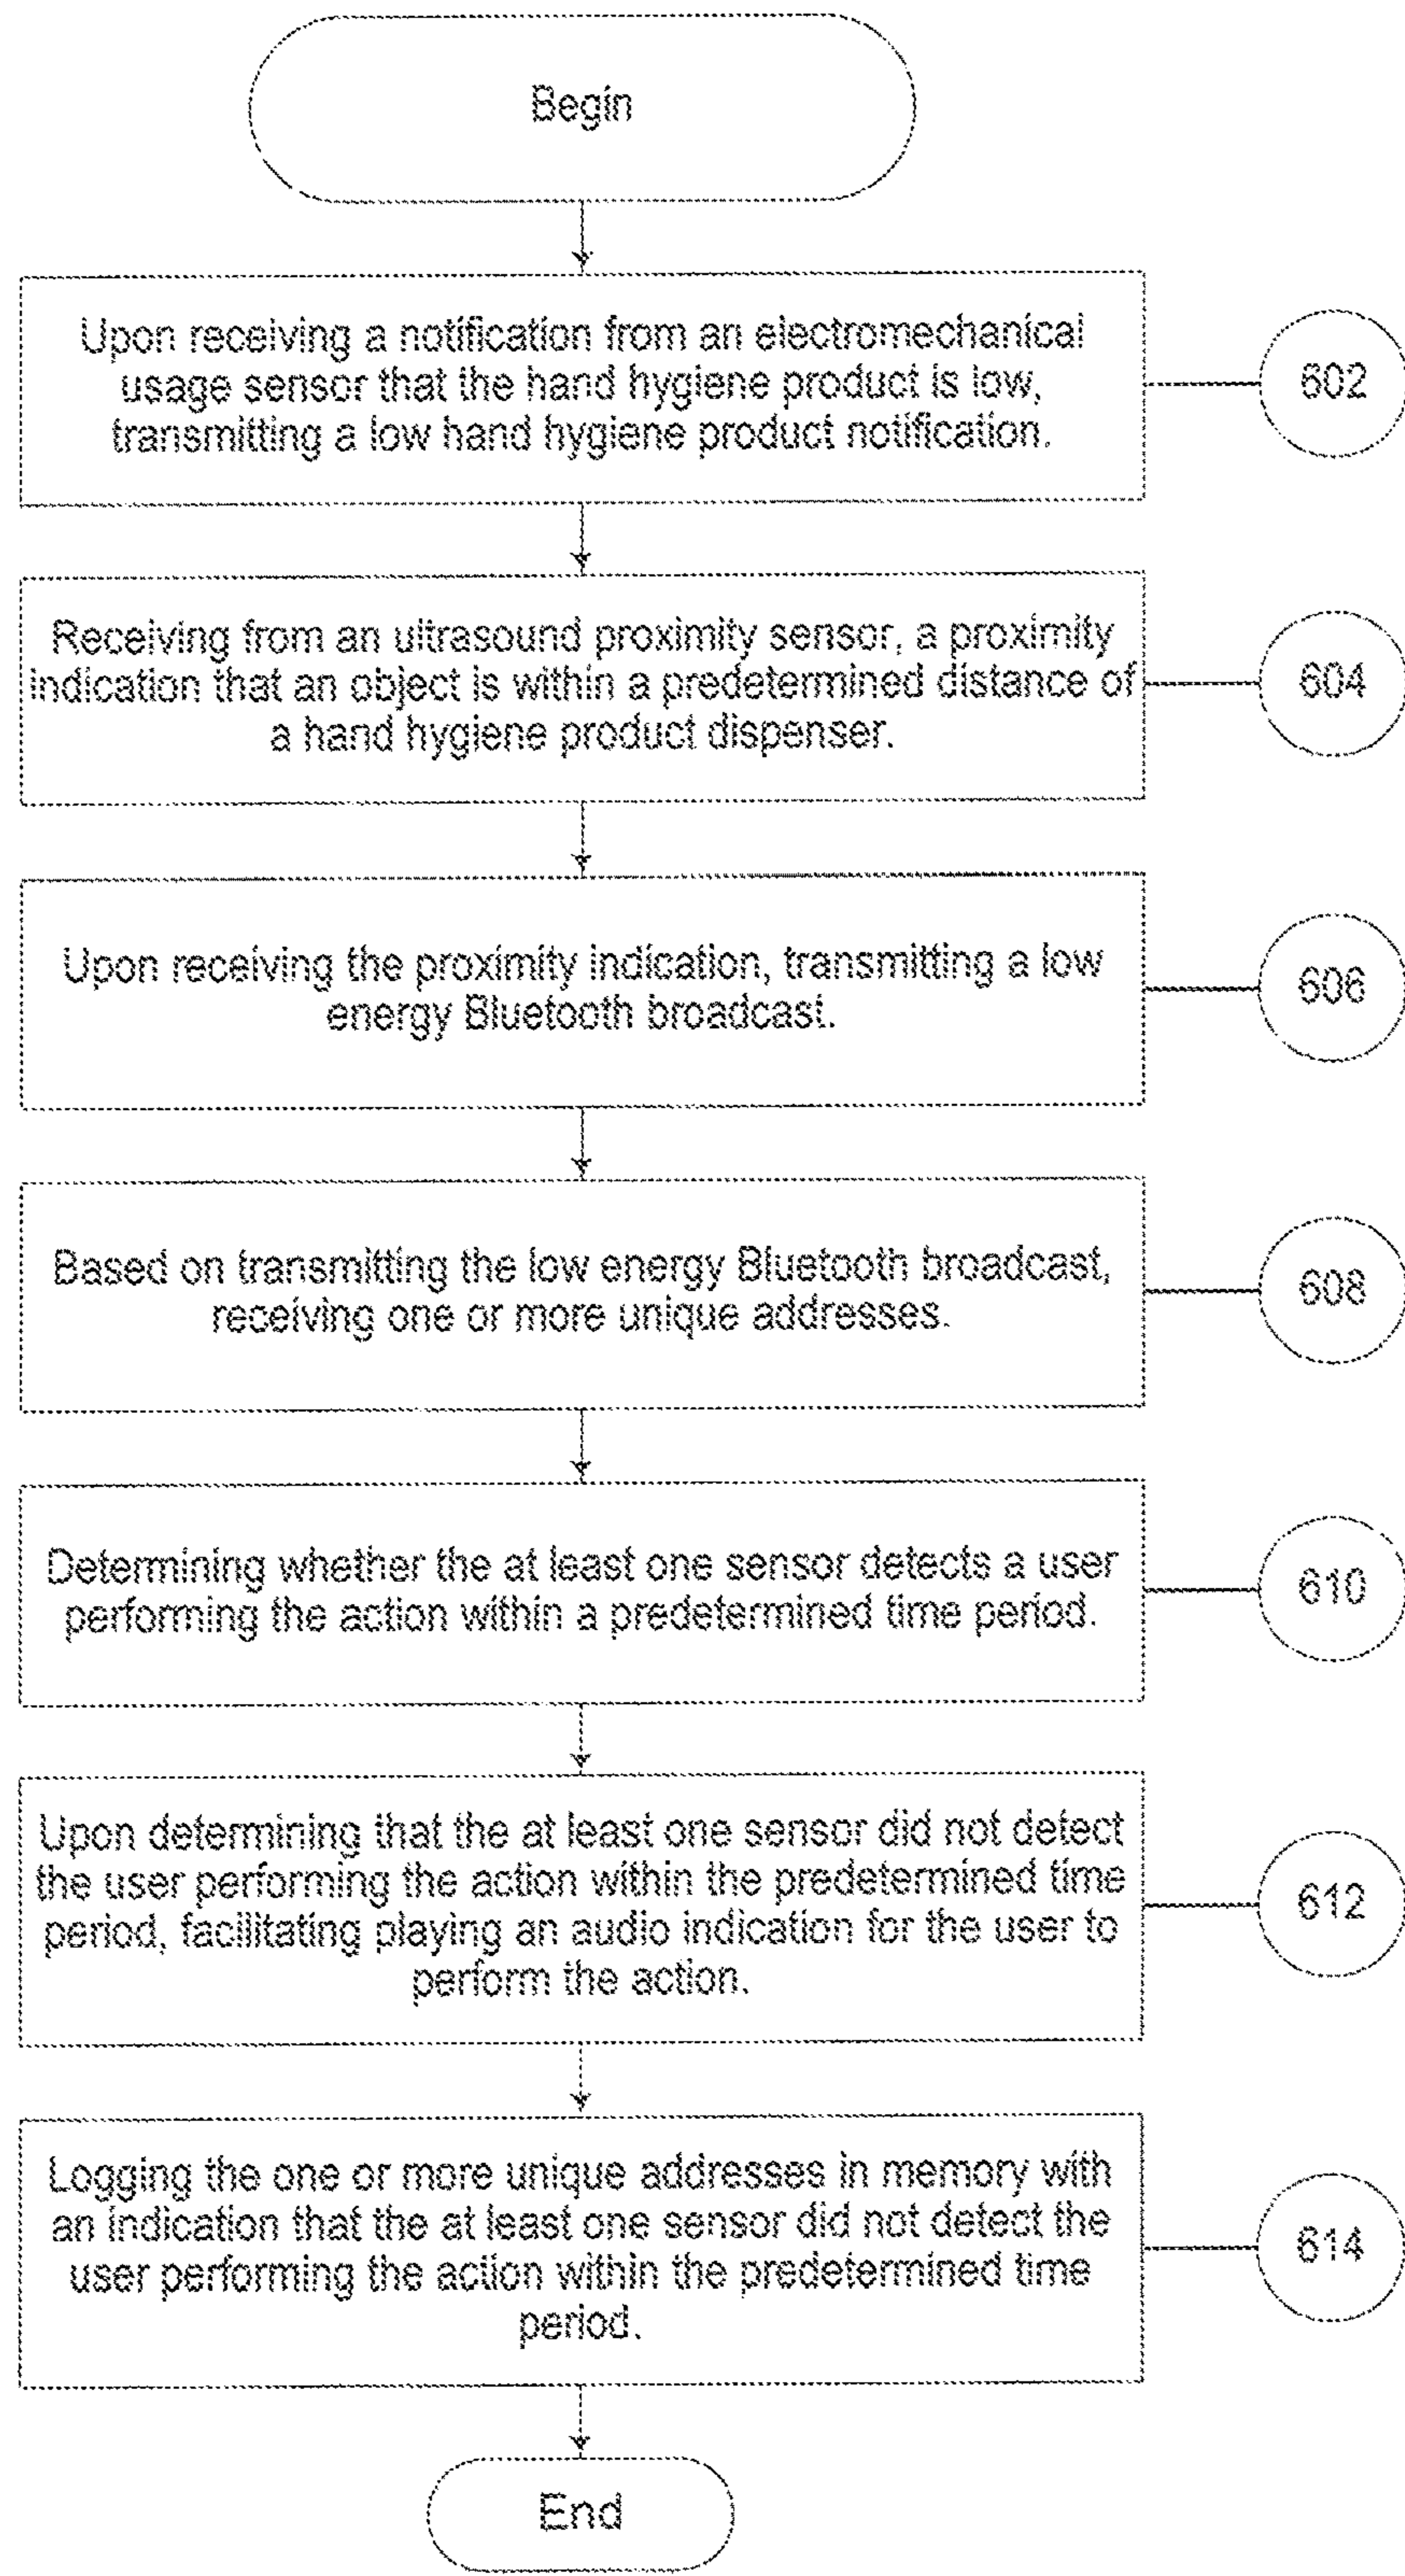 Begin
Upon receiving a notification from an electromechanical
usage sensor that the hand hygiene product is low,
transmitting a low hand hygiene product notification.
602
Receiving from an ultrasound proximity sensor, a proximity
indication that an object is within a predetermined distance of
a hand hygiene product dispenser.
604
Upon receiving the proximity indication, transmitting a low
energy Bluetooth broadcast.
606
Based on transmitting the low energy Bluetooth broadcast,
receiving one or more unique addresses.
608
Determining whether the at least one sensor detects a user
performing the action within a predetermined time period.
610
Upon determining that the at least one sensor did not detect
the user performing the action within the predetermined time
period, facilitating playing an audio indication for the user to
perform the action.
612
Logging the one or more unique addresses in memory with
an indication that the at least one sensor did not detect the
user performing the action within the predetermined time
period.
614
End